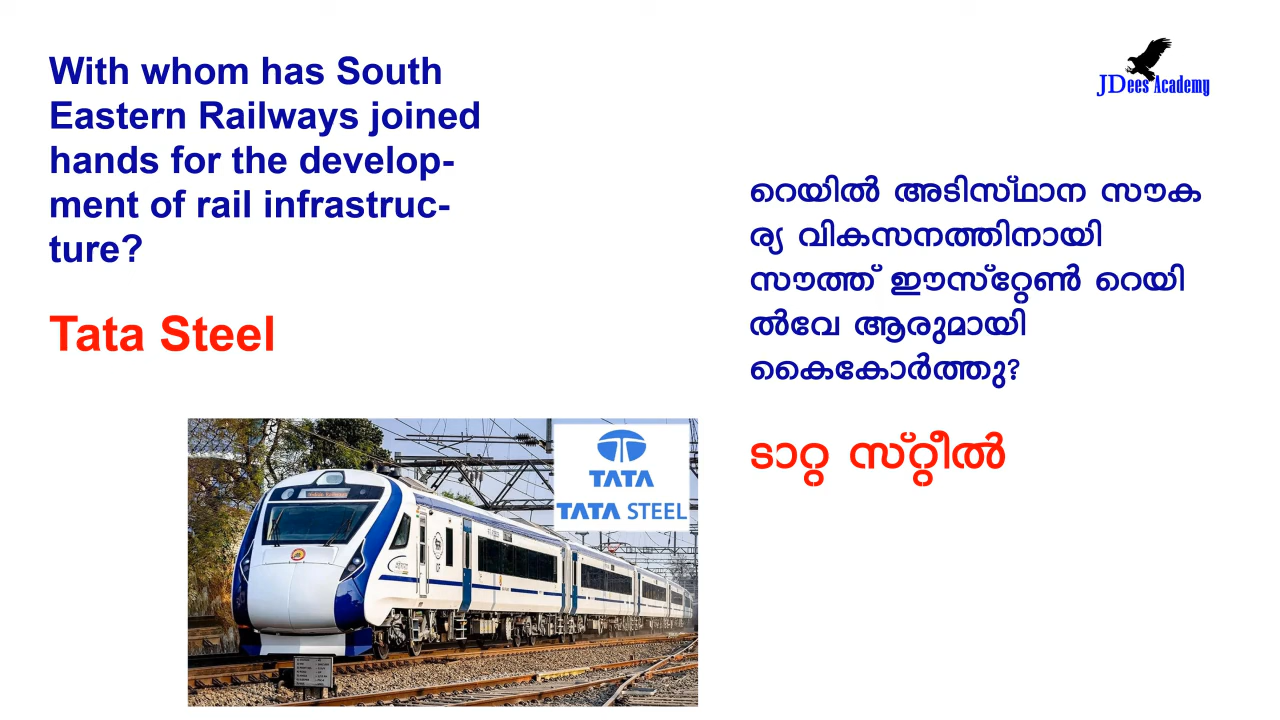 With whom has South
Eastern Railways joined
hands for the develop-
ment of rail infrastruc-
ture?
Tata Steel
JDees Academy
റെയിൽ അടിസ്ഥാന സൗക
ര്യ വികസനത്തിനായി
സൗത്ത് ഈസ്റ്റേൺ റെയി
ൽവേ ആരുമായി
കൈകോർത്തു?
ടാറ്റ സ്റ്റീൽ
TATA
TATA STEEL